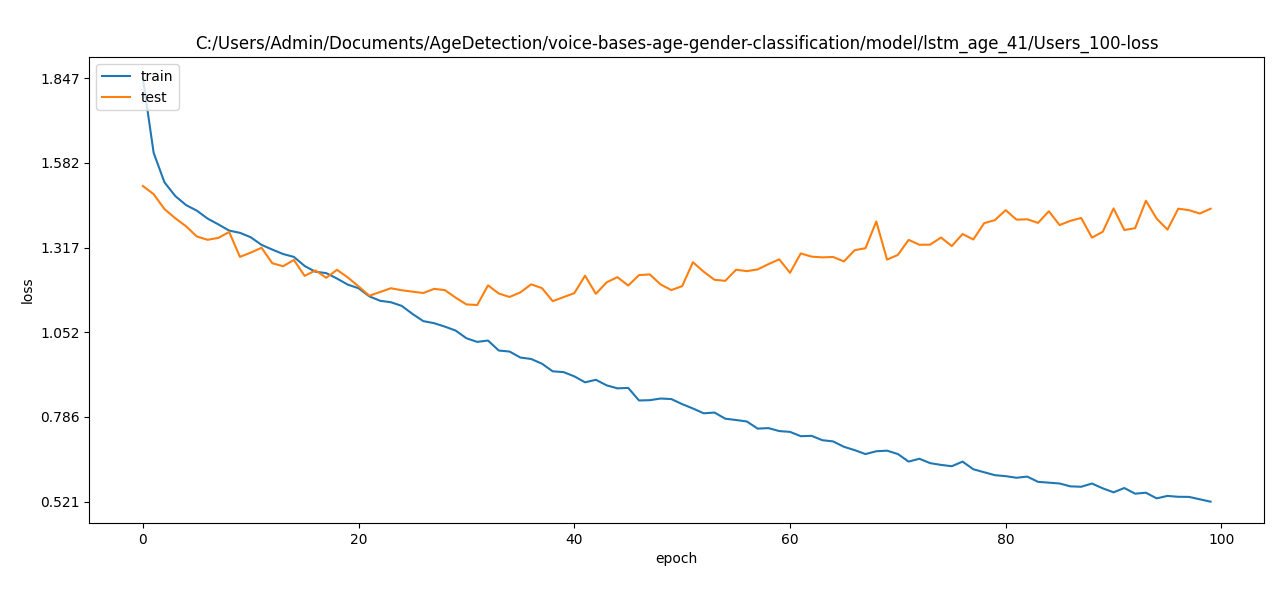 C:/Users/Admin/Documents/AgeDetection/voice-bases-age-gender-classification/model/lstm_age_41/Users_100-loss
train
test
1.847
1.582
1.317
1.052
0.786
0.521
loss
0 20 40 60 80 100
epoch